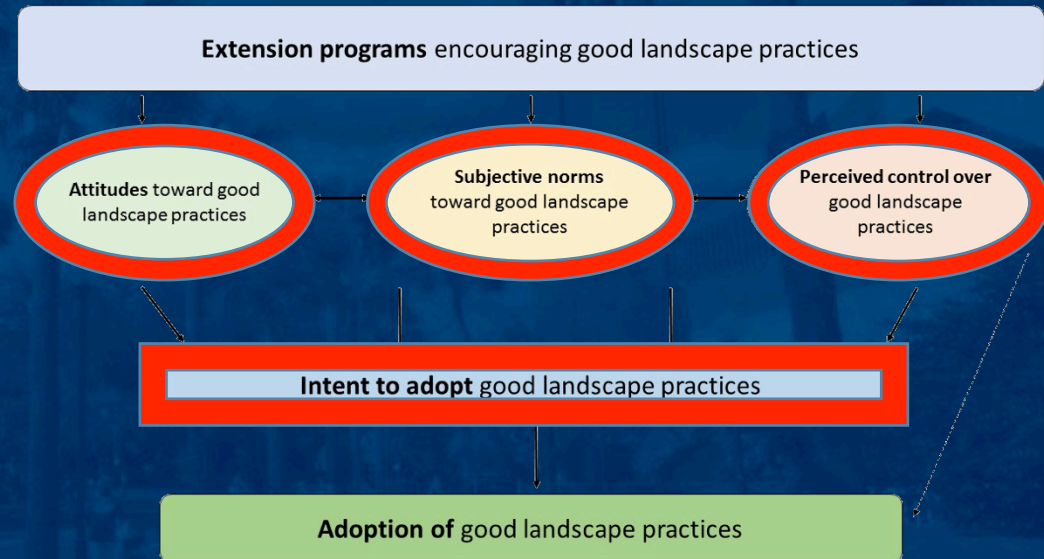 Extension programs encouraging good landscape practices
Attitudes toward good
landscape practices
Subjective norms
toward good landscape
practices
Perceived control over
good landscape
practices
Intent to adopt good landscape practices
Adoption of good landscape practices